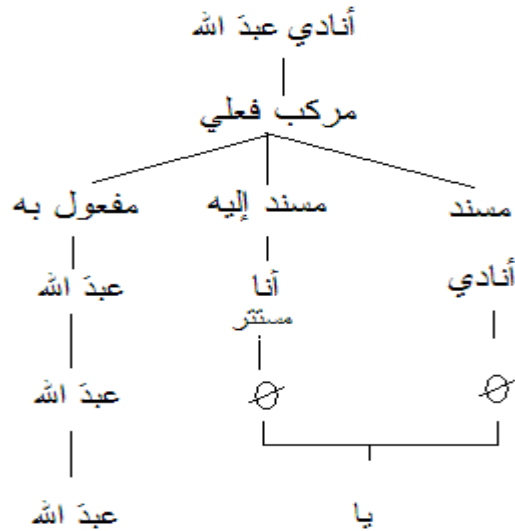 أنادي عبدَ الله
مركب فعلي
مسند مسند إليه مفعول به
أنادي أنا عبدَ الله
مستتر
∅ ∅ عبدَ الله
يا عبدَ الله